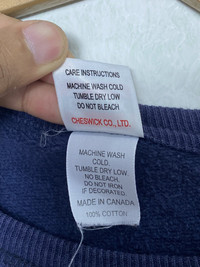 CARE INSTRUCTIONS
MACHINE WASH COLD
TUMBLE DRY LOW
DO NOT BLEACH
CHESWICK CO., LTD.
MACHINE WASH
COLD.
TUMBLE DRY LOW.
NO BLEACH.
DO NOT IRON
IF DECORATED.
MADE IN CANADA
100% COTTON